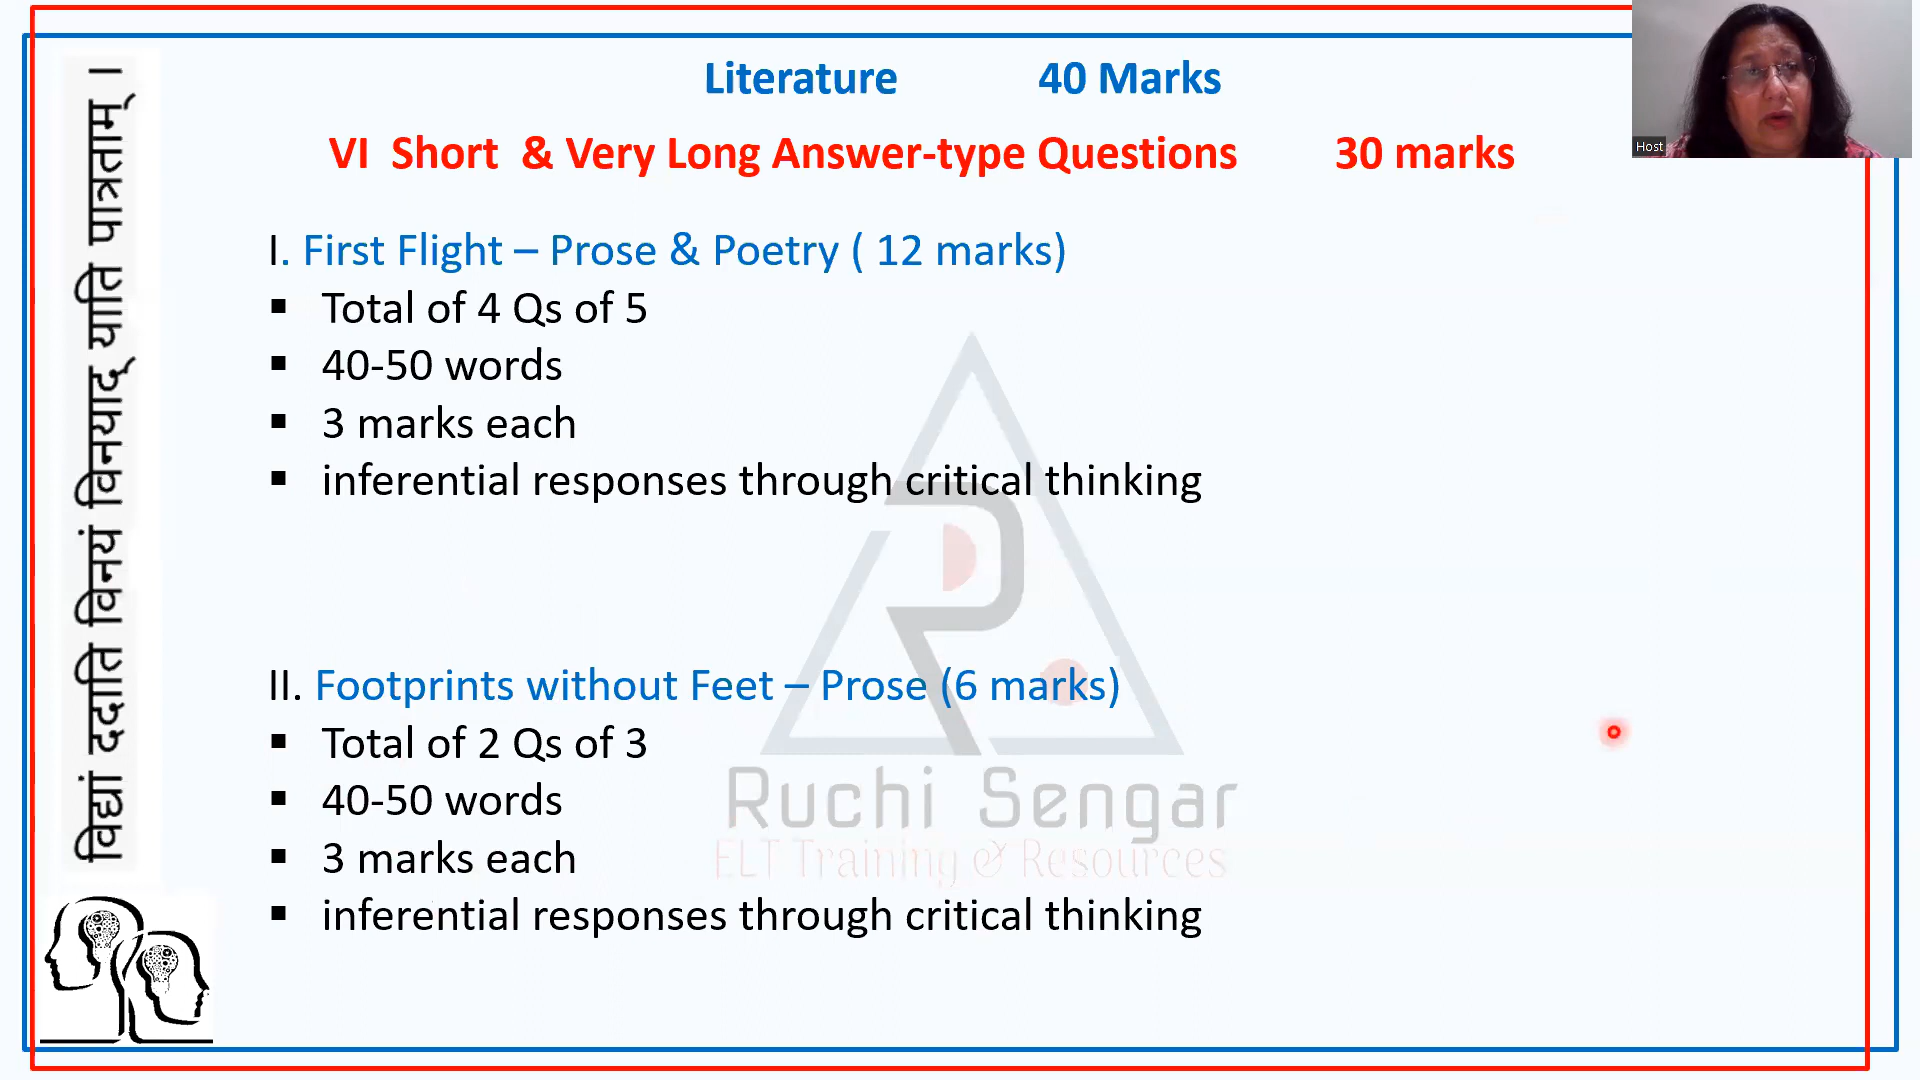 Literature 40 Marks
VI Short & Very Long Answer-type Questions 30 marks
I. First Flight – Prose & Poetry ( 12 marks)
▪ Total of 4 Qs of 5
▪ 40-50 words
▪ 3 marks each
▪ inferential responses through critical thinking
II. Footprints without Feet – Prose (6 marks)
▪ Total of 2 Qs of 3
▪ 40-50 words
▪ 3 marks each
▪ inferential responses through critical thinking
विद्यां ददाति विनयं विनयाद् याति पात्रताम् ।
Ruchi Sengar
ELT Training & Resources
Host